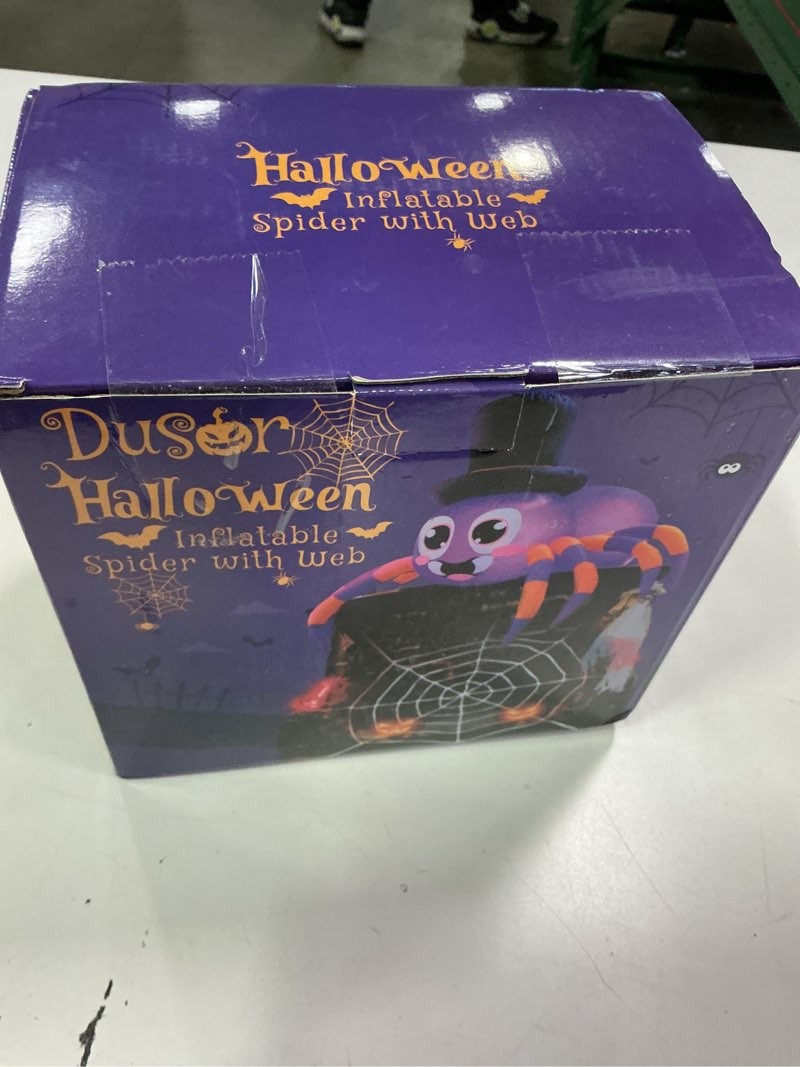 Halloween
Inflatable
Spider with Web
Dusor
Halloween
Inflatable
Spider with Web